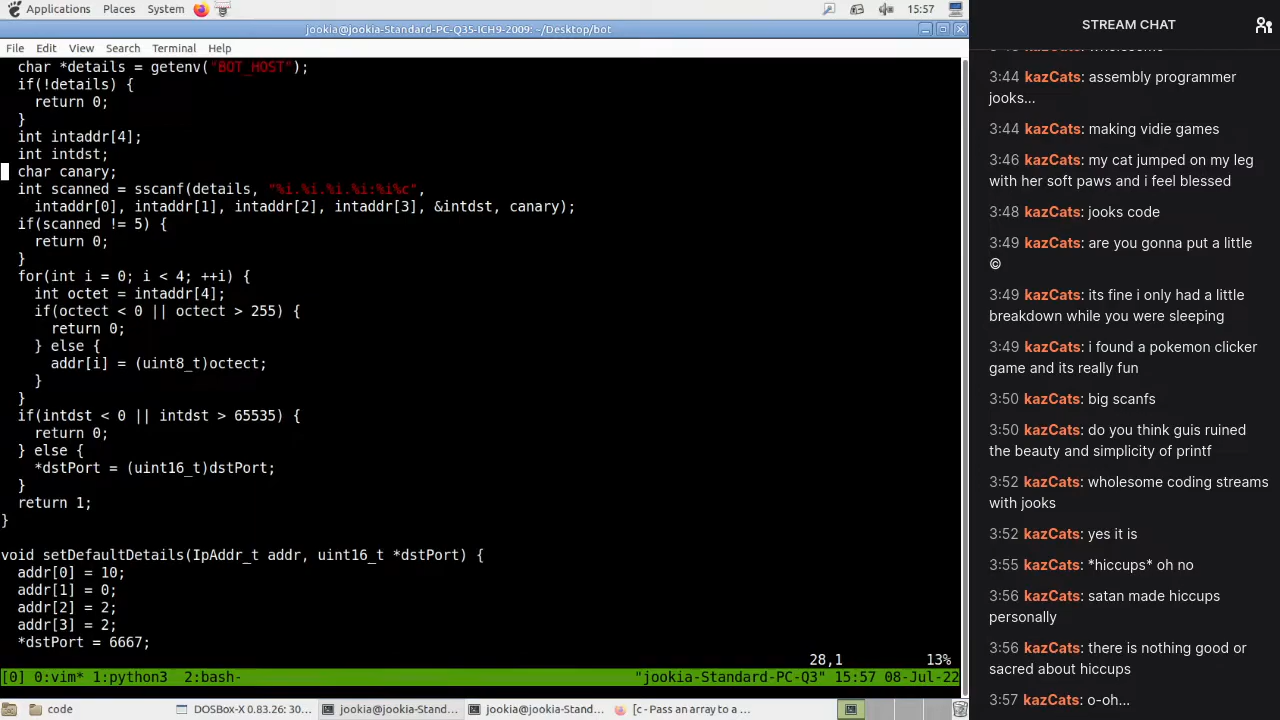 Applications Places System 15:57
jookia@jookia-Standard-PC-Q35-ICH9-2009: ~/Desktop/bot
File Edit View Search Terminal Help
char *details = getenv("BOT_HOST");
if(!details) {
return 0;
}
int intaddr[4];
int intdst;
char canary;
int scanned = sscanf(details, "%i.%i.%i.%i:%i%c",
intaddr[0], intaddr[1], intaddr[2], intaddr[3], &intdst, canary);
if(scanned != 5) {
return 0;
}
for(int i = 0; i < 4; ++i) {
int octet = intaddr[4];
if(octect < 0 || octect > 255) {
return 0;
} else {
addr[i] = (uint8_t)octect;
}
}
if(intdst < 0 || intdst > 65535) {
return 0;
} else {
*dstPort = (uint16_t)dstPort;
}
return 1;
}
void setDefaultDetails(IpAddr_t addr, uint16_t *dstPort) {
addr[0] = 10;
addr[1] = 0;
addr[2] = 2;
addr[3] = 2;
*dstPort = 6667;
28,1 13%
[0] 0:vim* 1:python3 2:bash- "jookia-Standard-PC-Q3" 15:57 08-Jul-22
code DOSBox-X 0.83.26: 30... jookia@jookia-Stand... jookia@jookia-Stand... [c - Pass an array to a ...
STREAM CHAT
3:44 kazCats: assembly programmer
jooks...
3:44 kazCats: making vidie games
3:46 kazCats: my cat jumped on my leg
with her soft paws and i feel blessed
3:48 kazCats: jooks code
3:49 kazCats: are you gonna put a little
©
3:49 kazCats: its fine i only had a little
breakdown while you were sleeping
3:49 kazCats: i found a pokemon clicker
game and its really fun
3:50 kazCats: big scanfs
3:50 kazCats: do you think guis ruined
the beauty and simplicity of printf
3:52 kazCats: wholesome coding streams
with jooks
3:52 kazCats: yes it is
3:55 kazCats: *hiccups* oh no
3:56 kazCats: satan made hiccups
personally
3:56 kazCats: there is nothing good or
sacred about hiccups
3:57 kazCats: o-oh...